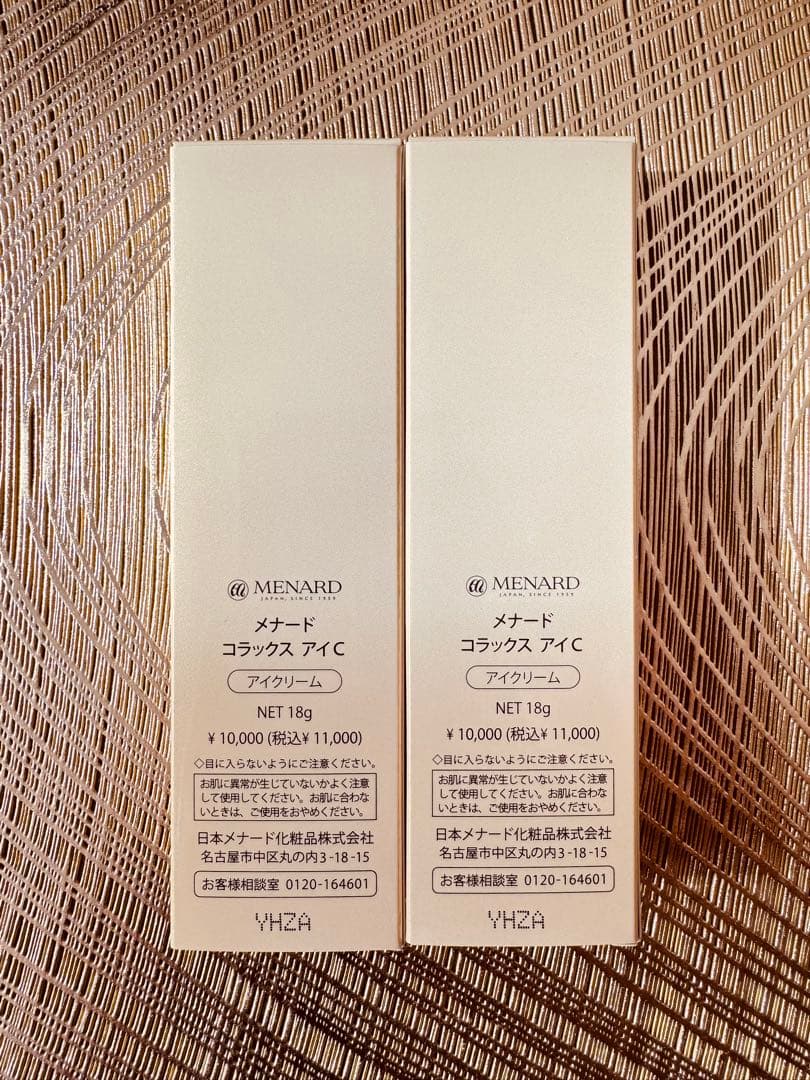 MENARD
JAPAN, SINCE 1959
メナード
コラックス アイC
アイクリーム
NET 18g
¥ 10,000 (税込¥ 11,000)
◇目に入らないようにご注意ください。
お肌に異常が生じていないかよく注意
して使用してください。お肌に合わな
いときは、ご使用をおやめください。
日本メナード化粧品株式会社
名古屋市中区丸の内3-18-15
お客様相談室 0120-164601
YHZA
MENARD
JAPAN, SINCE 1959
メナード
コラックス アイC
アイクリーム
NET 18g
¥ 10,000 (税込¥ 11,000)
◇目に入らないようにご注意ください。
お肌に異常が生じていないかよく注意
して使用してください。お肌に合わな
いときは、ご使用をおやめください。
日本メナード化粧品株式会社
名古屋市中区丸の内3-18-15
お客様相談室 0120-164601
YHZA